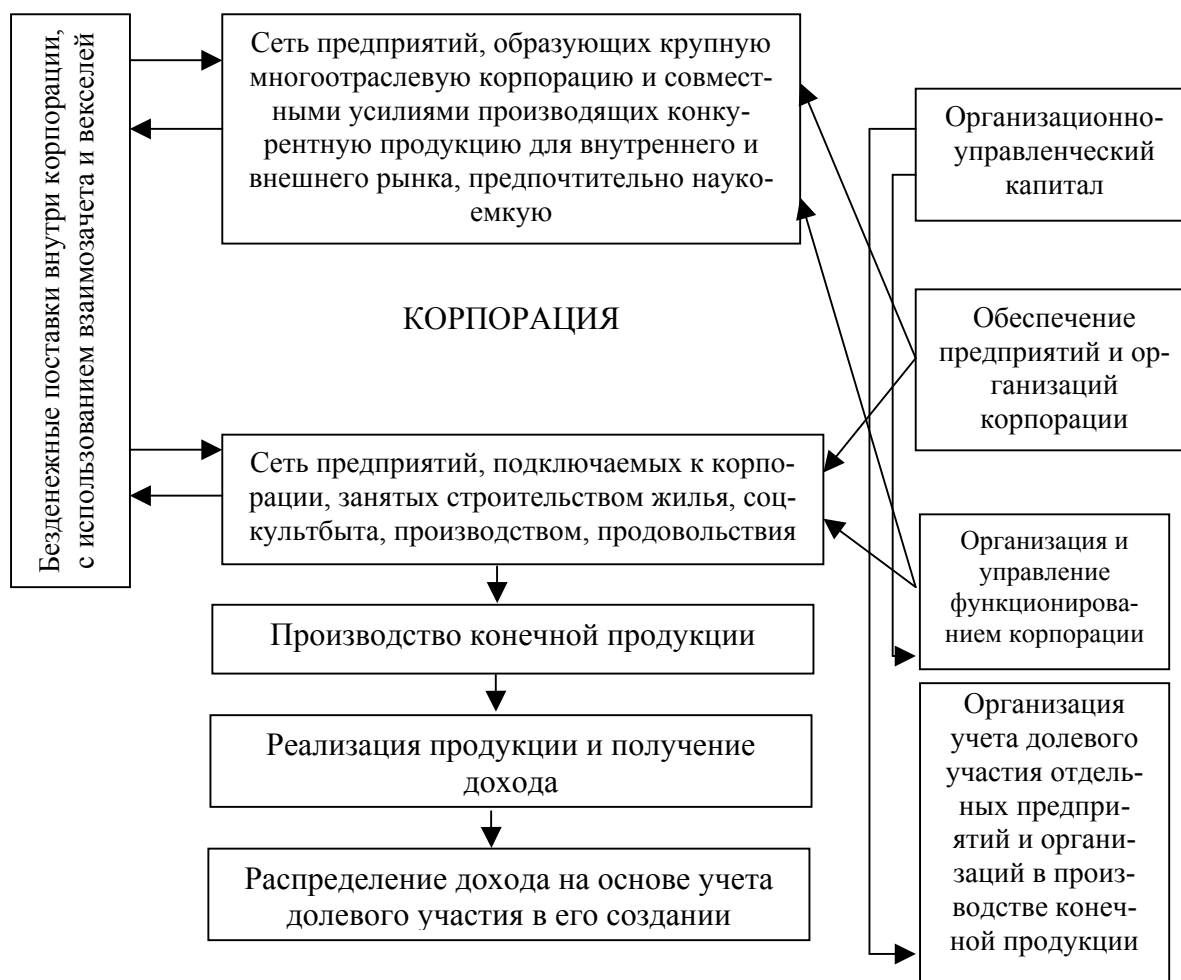 Безденежные поставки внутри корпорации,
с использованием взаимозачета и векселей
Сеть предприятий, образующих крупную
многоотраслевую корпорацию и совмест-
ными усилиями производящих конку-
рентную продукцию для внутреннего и
внешнего рынка, предпочтительно науко-
емкую
Организационно-
управленческий
капитал
КОРПОРАЦИЯ
Обеспечение
предприятий и ор-
ганизаций
корпорации
Сеть предприятий, подключаемых к корпо-
рации, занятых строительством жилья, соц-
культбыта, производством, продовольствия
Организация и
управление
функционирова-
нием корпорации
Производство конечной продукции
Реализация продукции и получение
дохода
Распределение дохода на основе учета
долевого участия в его создании
Организация
учета долевого
участия отдель-
ных предпри-
ятий и органи-
заций в произ-
водстве конеч-
ной продукции